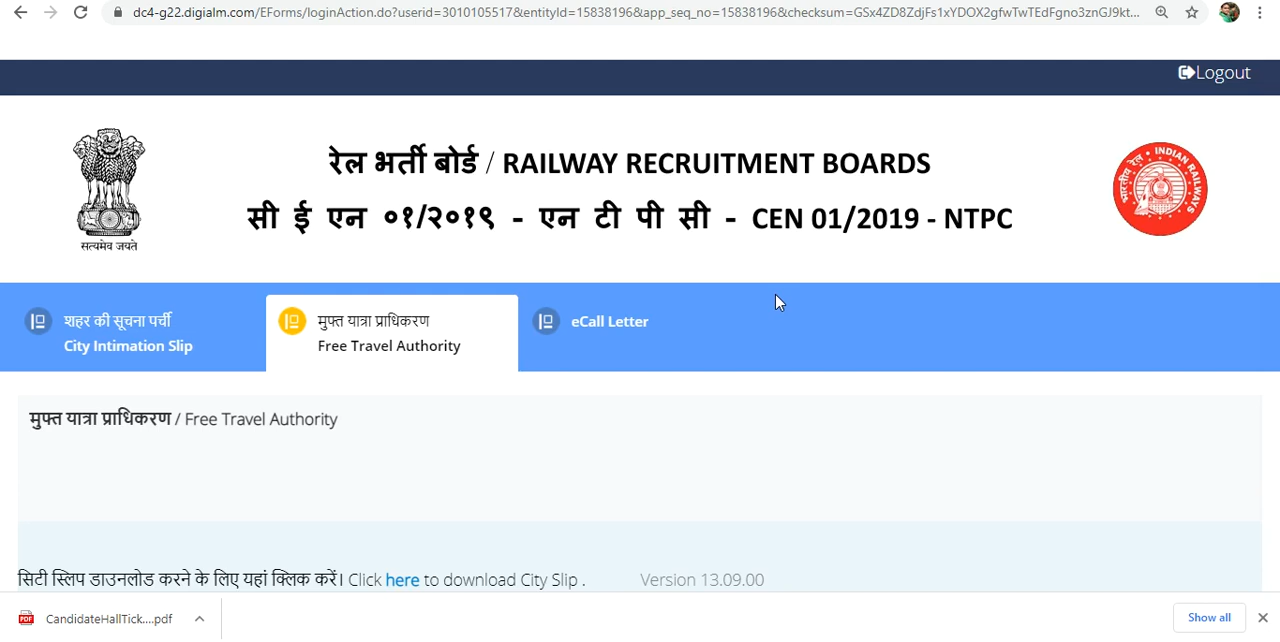 dc4-g22.digialm.com/EForms/loginAction.do?userid=3010105517&entityId=15838196&app_seq_no=15838196&checksum=GSx4ZD8ZdjFs1xYDOX2gfwTwTEdFgno3znGJ9kt...
Logout
रेल भर्ती बोर्ड / RAILWAY RECRUITMENT BOARDS
सी ई एन ०१/२०१९ - एन टी पी सी - CEN 01/2019 - NTPC
सत्यमेव जयते
भारतीय रेल • INDIAN RAILWAYS
शहर की सूचना पर्ची
City Intimation Slip
मुफ्त यात्रा प्राधिकरण
Free Travel Authority
eCall Letter
मुफ्त यात्रा प्राधिकरण / Free Travel Authority
सिटी स्लिप डाउनलोड करने के लिए यहां क्लिक करें। Click here to download City Slip .
Version 13.09.00
CandidateHallTick....pdf
Show all